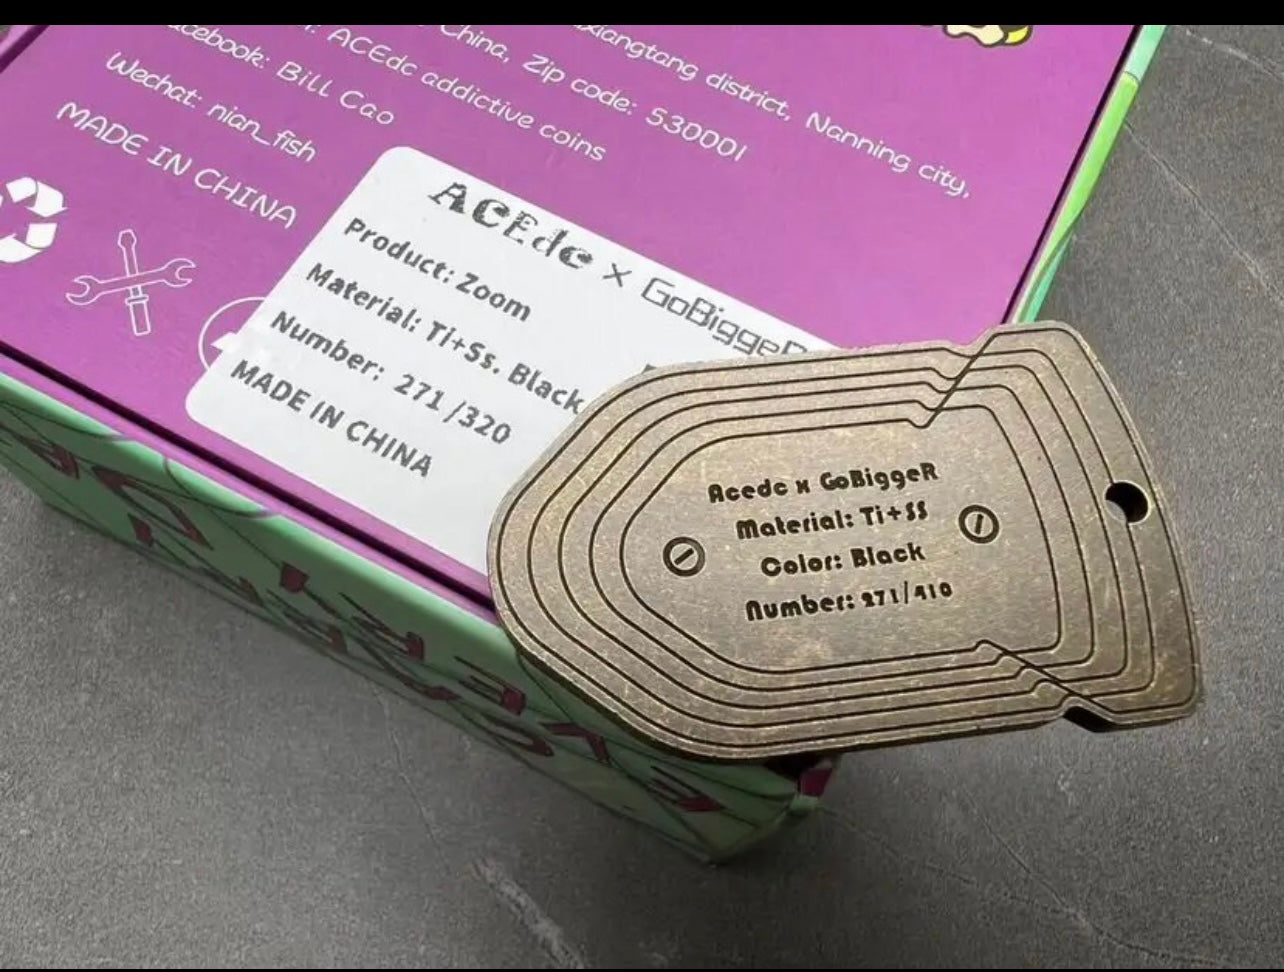 xiangtang district, Nanning city,
China, Zip code: 530001
ACEdc addictive coins
Bill Cao
Wechat: nian_fish
MADE IN CHINA
ACEdc x GoBiggeR
Product: Zoom
Material: Ti+Ss. Black
Number: 271/320
MADE IN CHINA
Acedc x GoBiggeR
Material: Ti+SS
Color: Black
Number: 271/410